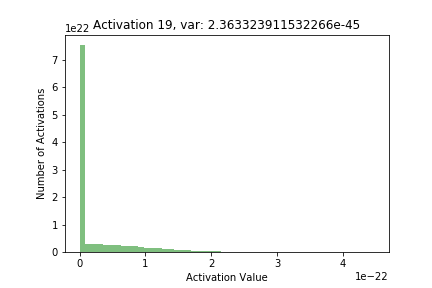 Activation 19, var: 2.363323911532266e-45
1e22
7
6
5
4
3
2
1
0
Number of Activations
0 1 2 3 4
1e−22
Activation Value